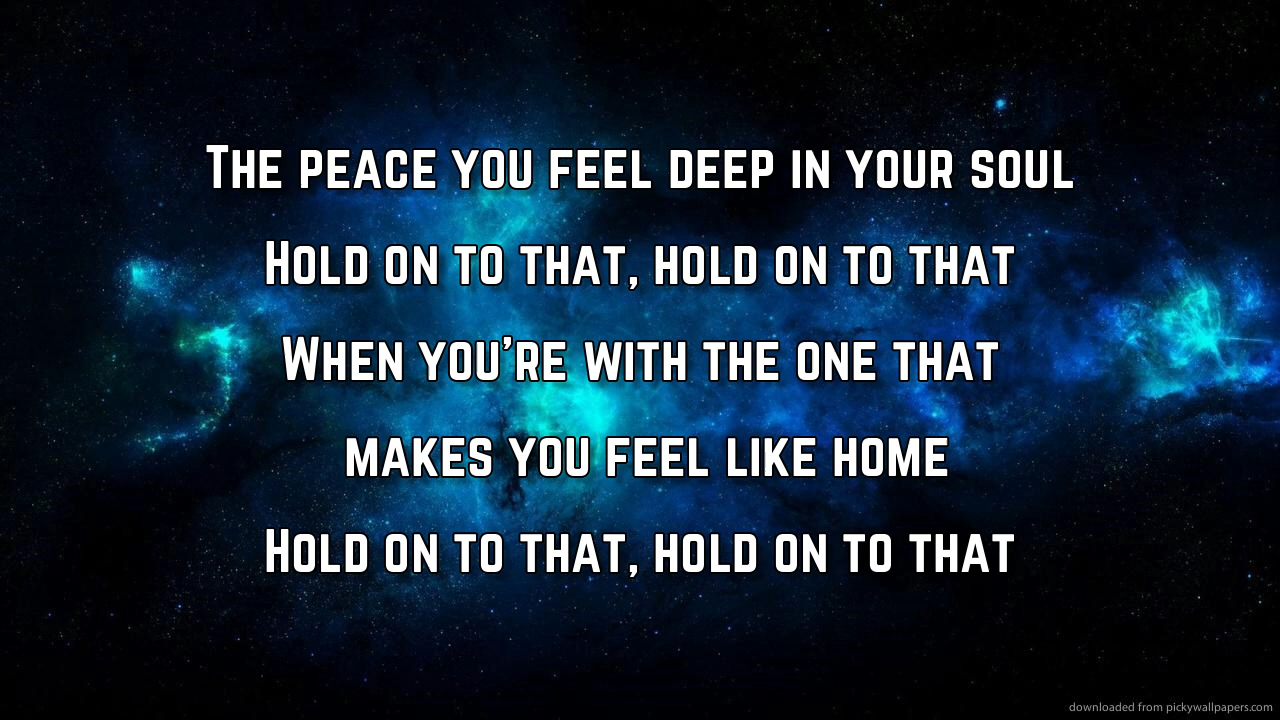 The peace you feel deep in your soul
Hold on to that, hold on to that
When you're with the one that
makes you feel like home
Hold on to that, hold on to that
downloaded from pickywallpapers.com